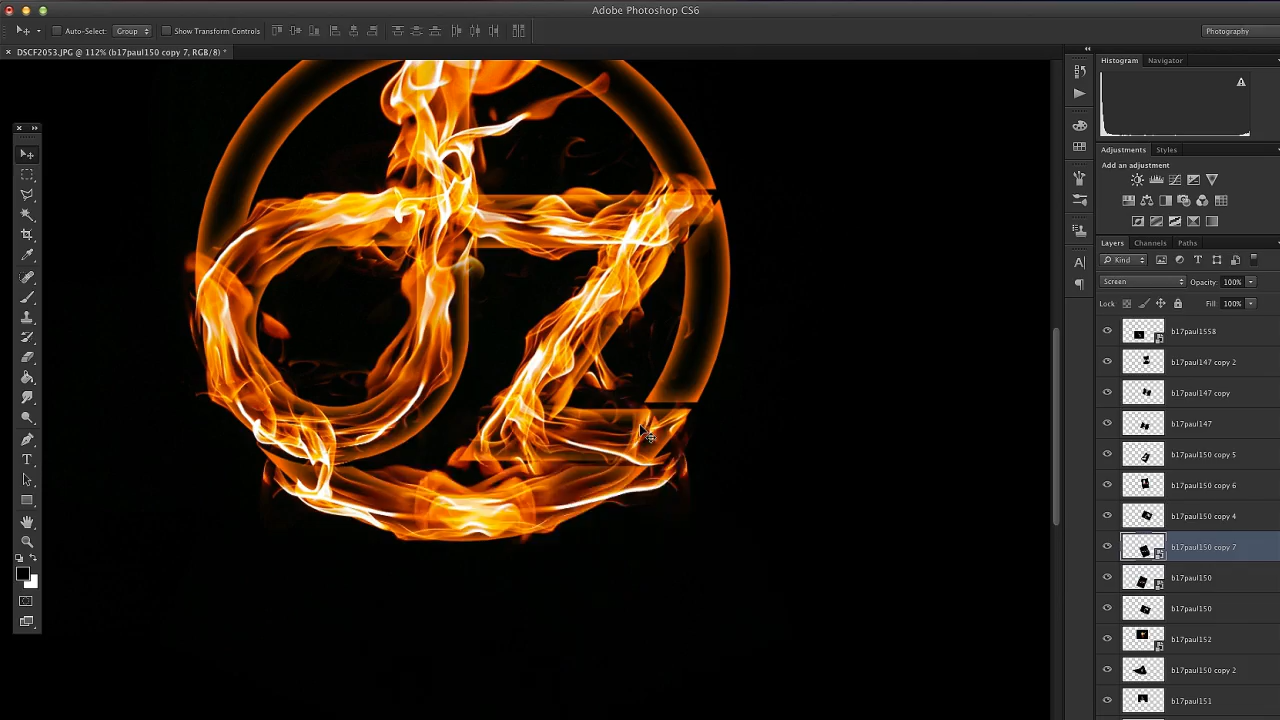 Adobe Photoshop CS6
Auto-Select: Group Show Transform Controls Photography
DSCF2053.JPG @ 112% (b17paul150 copy 7, RGB/8) *
Histogram Navigator
Adjustments Styles
Add an adjustment
Layers Channels Paths
Kind
Screen Opacity: 100%
Lock: Fill: 100%
b17paul1558
b17paul147 copy 2
b17paul147 copy
b17paul147
b17paul150 copy 5
b17paul150 copy 6
b17paul150 copy 4
b17paul150 copy 7
b17paul150
b17paul150
b17paul152
b17paul150 copy 2
b17paul151